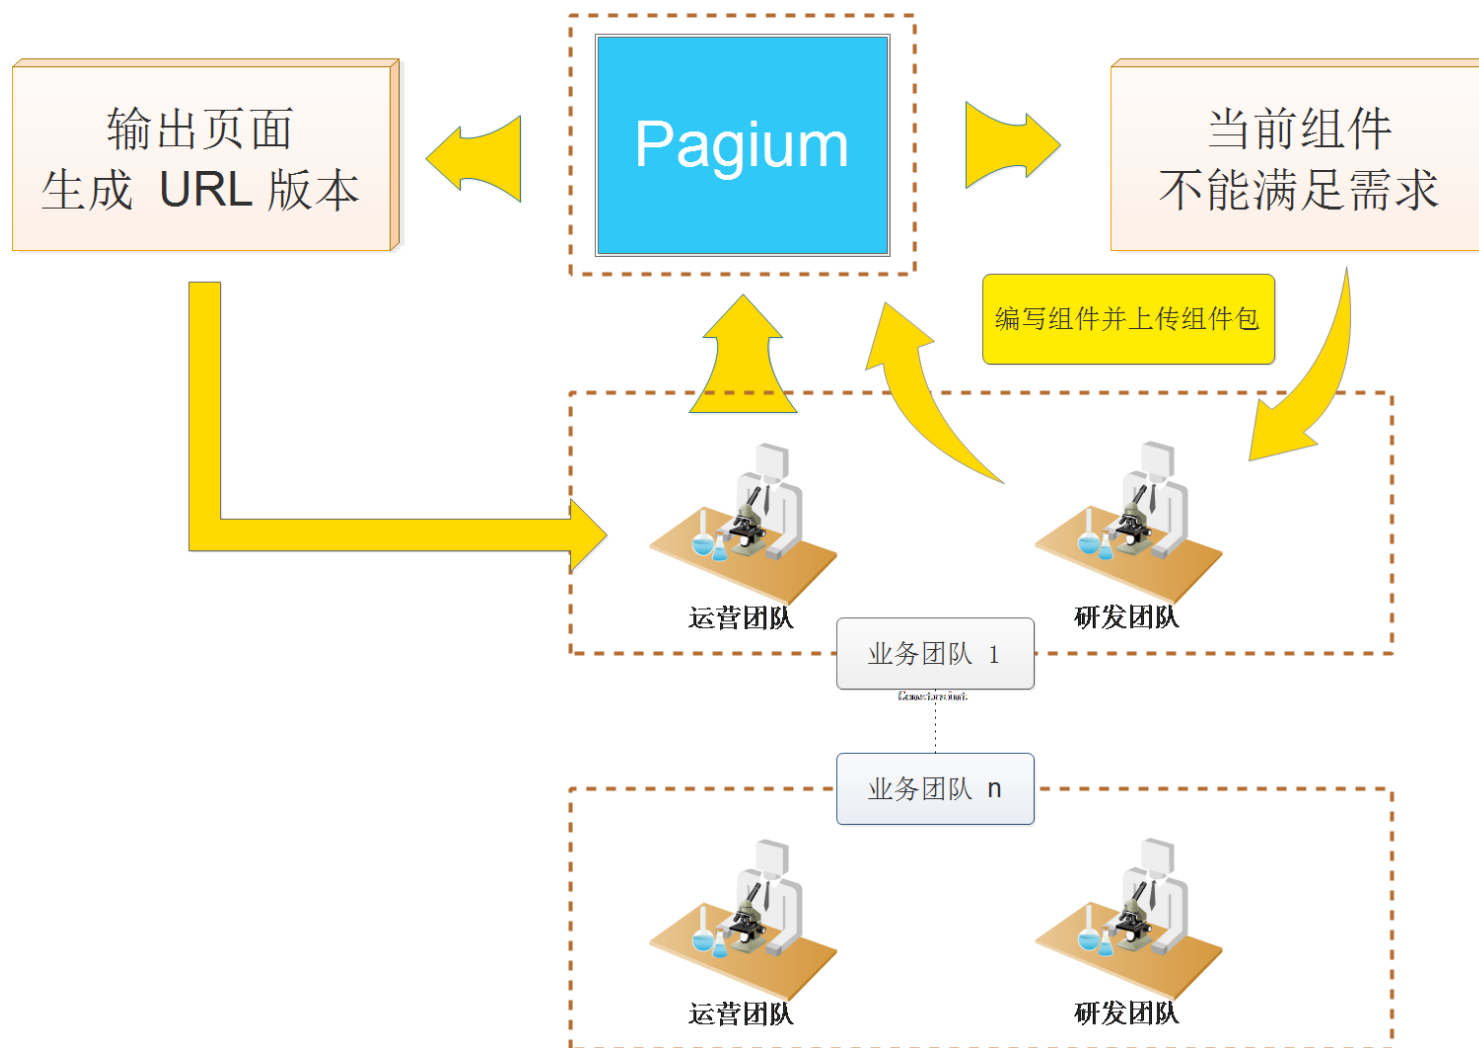 输出页面
生成 URL 版本
Pagium
当前组件
不能满足需求
编写组件并上传组件包
运营团队
研发团队
业务团队 1
业务团队 n
运营团队
研发团队